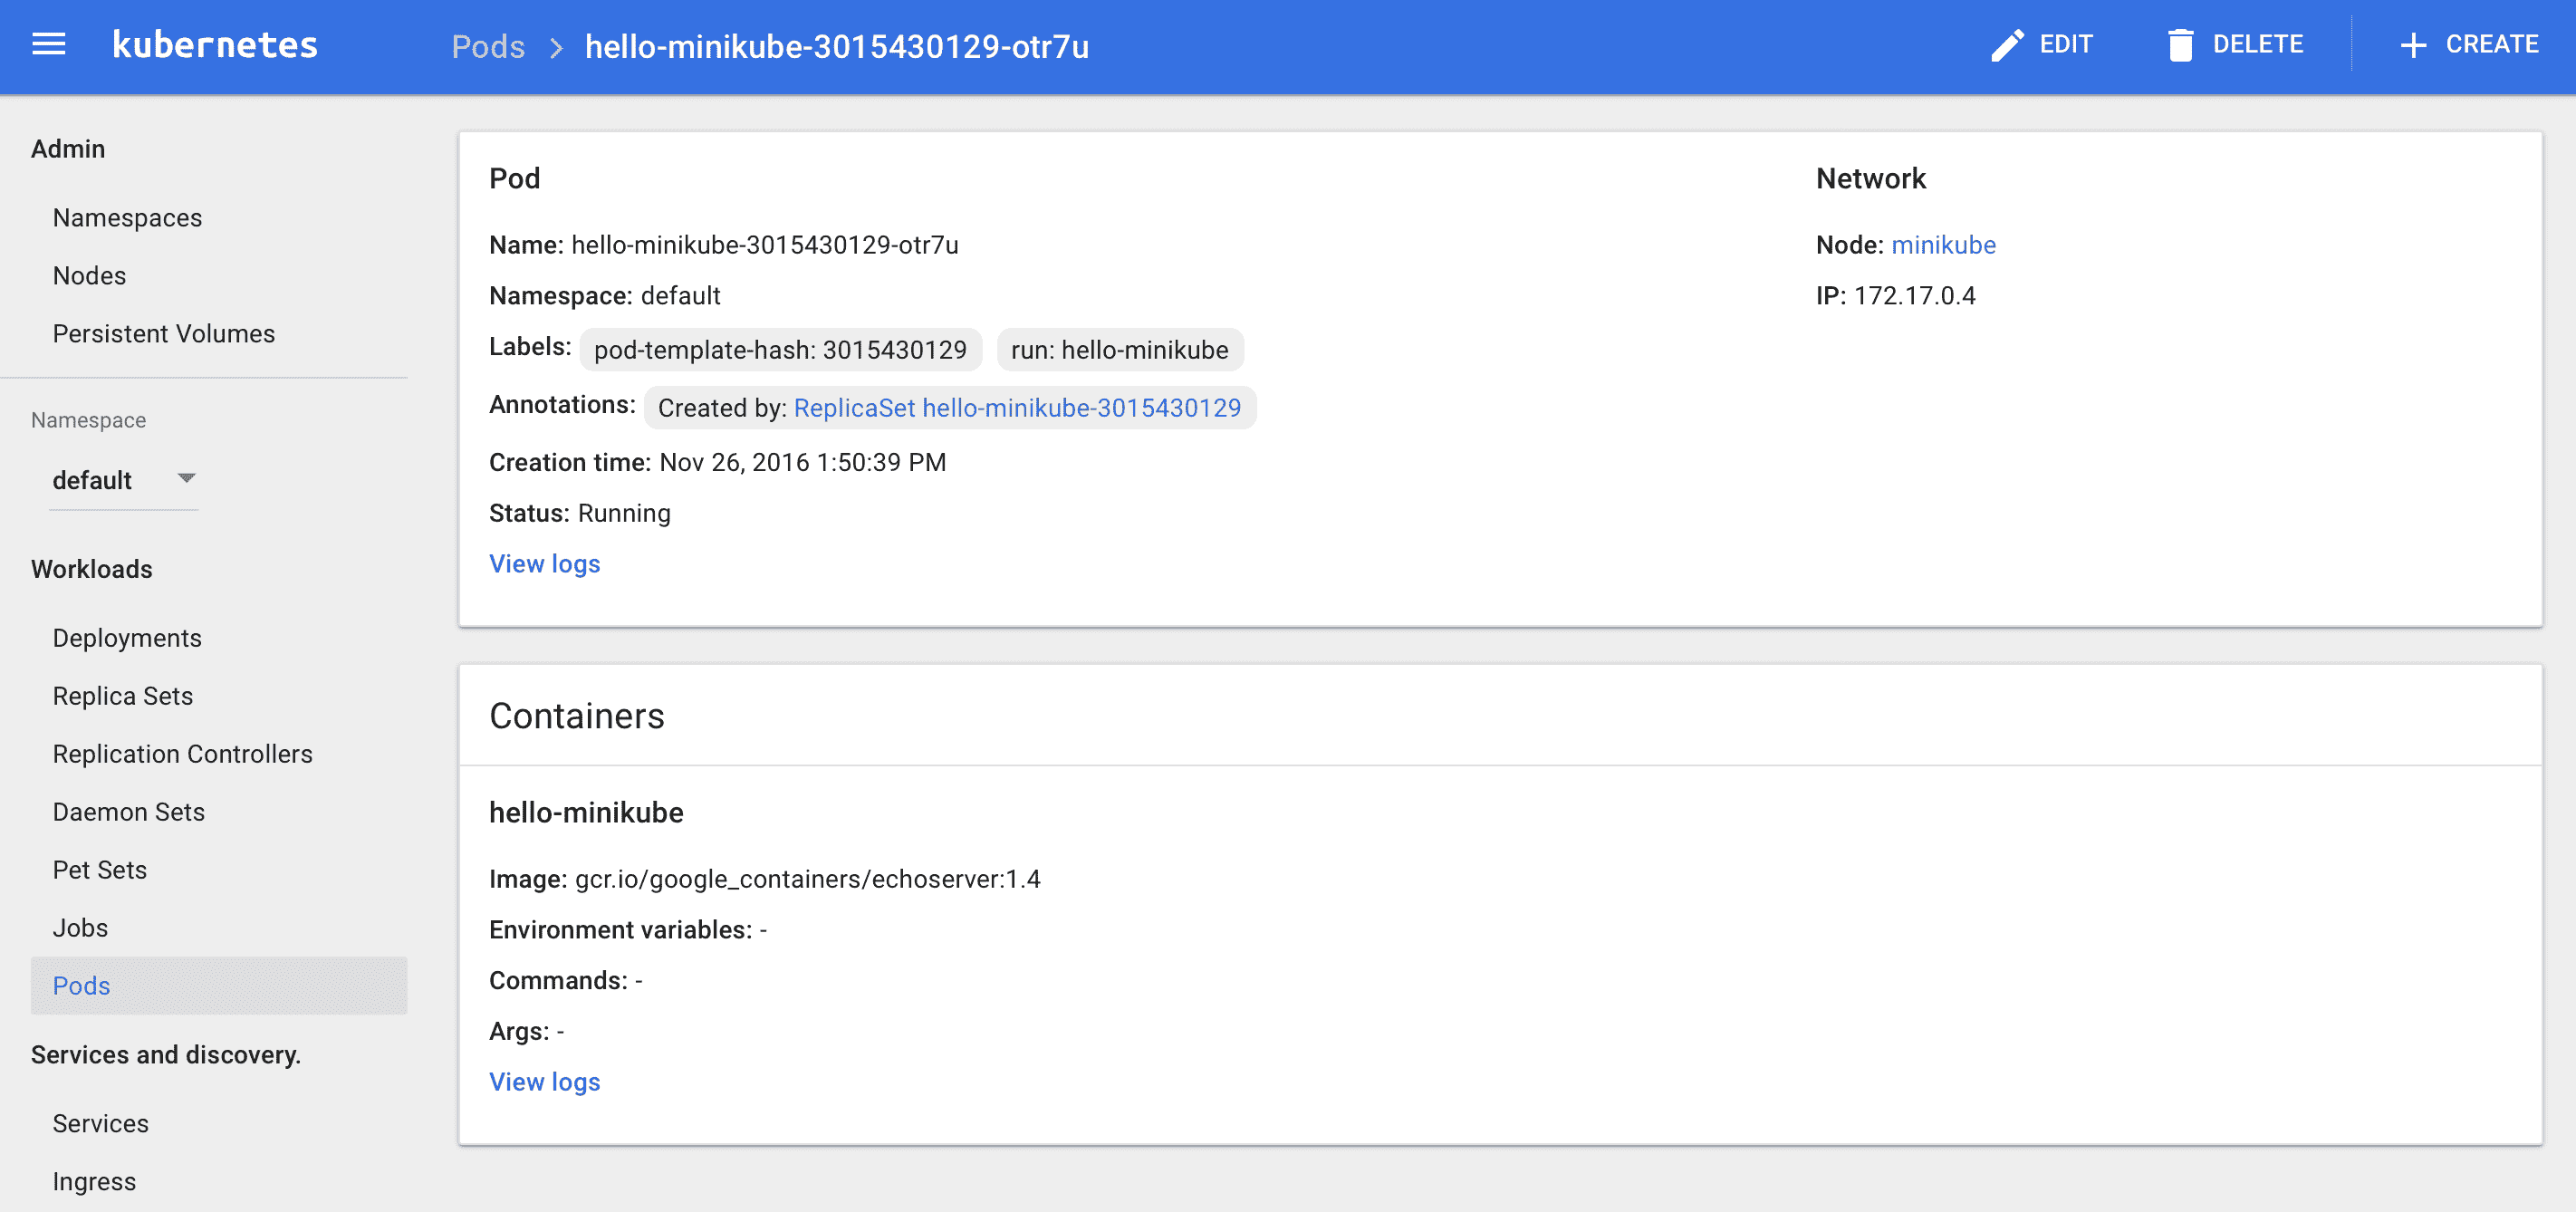 kubernetes
Pods > hello-minikube-3015430129-otr7u
EDIT
DELETE
CREATE
Admin
Namespaces
Nodes
Persistent Volumes
Namespace
default
Workloads
Deployments
Replica Sets
Replication Controllers
Daemon Sets
Pet Sets
Jobs
Pods
Services and discovery.
Services
Ingress
Pod
Name: hello-minikube-3015430129-otr7u
Namespace: default
Labels: pod-template-hash: 3015430129 run: hello-minikube
Annotations: Created by: ReplicaSet hello-minikube-3015430129
Creation time: Nov 26, 2016 1:50:39 PM
Status: Running
View logs
Network
Node: minikube
IP: 172.17.0.4
Containers
hello-minikube
Image: gcr.io/google_containers/echoserver:1.4
Environment variables: -
Commands: -
Args: -
View logs